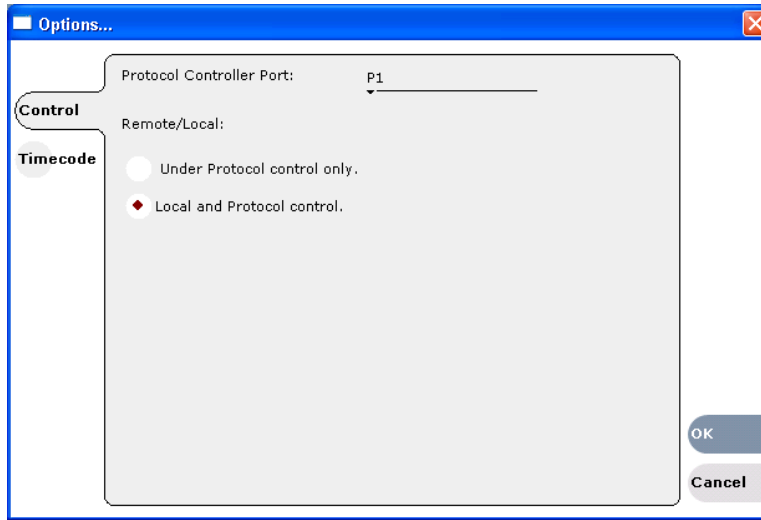 Options...
Protocol Controller Port: P1
Control
Remote/Local:
Timecode
Under Protocol control only.
Local and Protocol control.
OK
Cancel